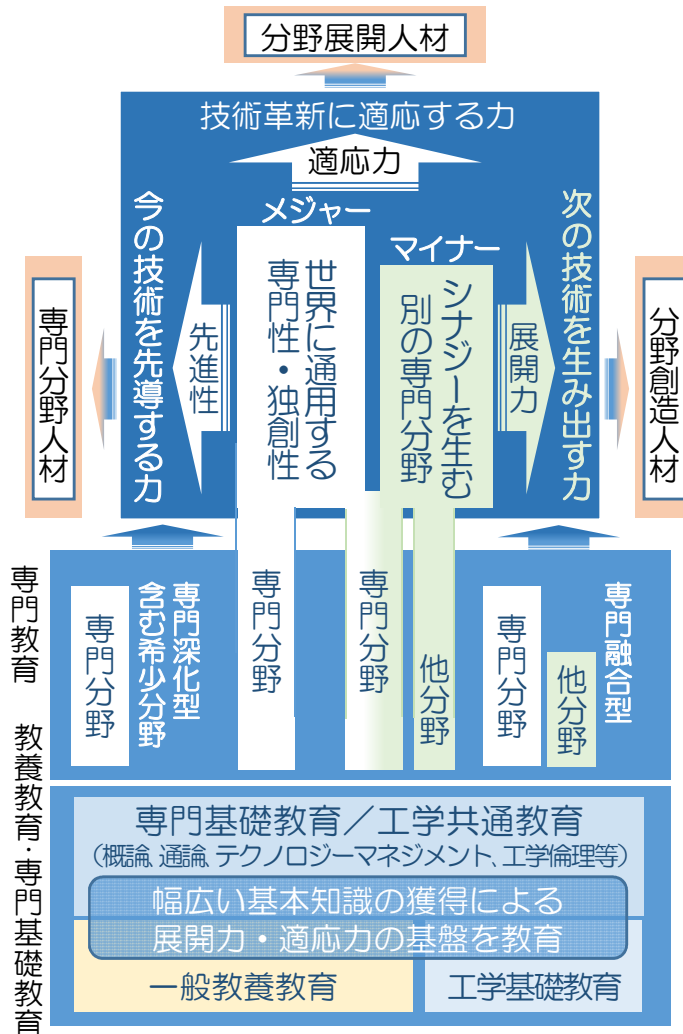 分野展開人材
技術革新に適応する力
適応力
メジャー
マイナー
今の技術を先導する力
先進性
世界に通用する
専門性・独創性
シナジーを生む
別の専門分野
展開力
次の技術を生み出す力
専門分野人材
分野創造人材
専門教育
専門分野
専門深化型
含む希少分野
専門分野
専門分野
他分野
専門分野
他分野
専門融合型
教養教育・専門基礎教育
専門基礎教育／工学共通教育
（概論、通論、テクノロジーマネジメント、工学倫理等）
幅広い基本知識の獲得による
展開力・適応力の基盤を教育
一般教養教育
工学基礎教育